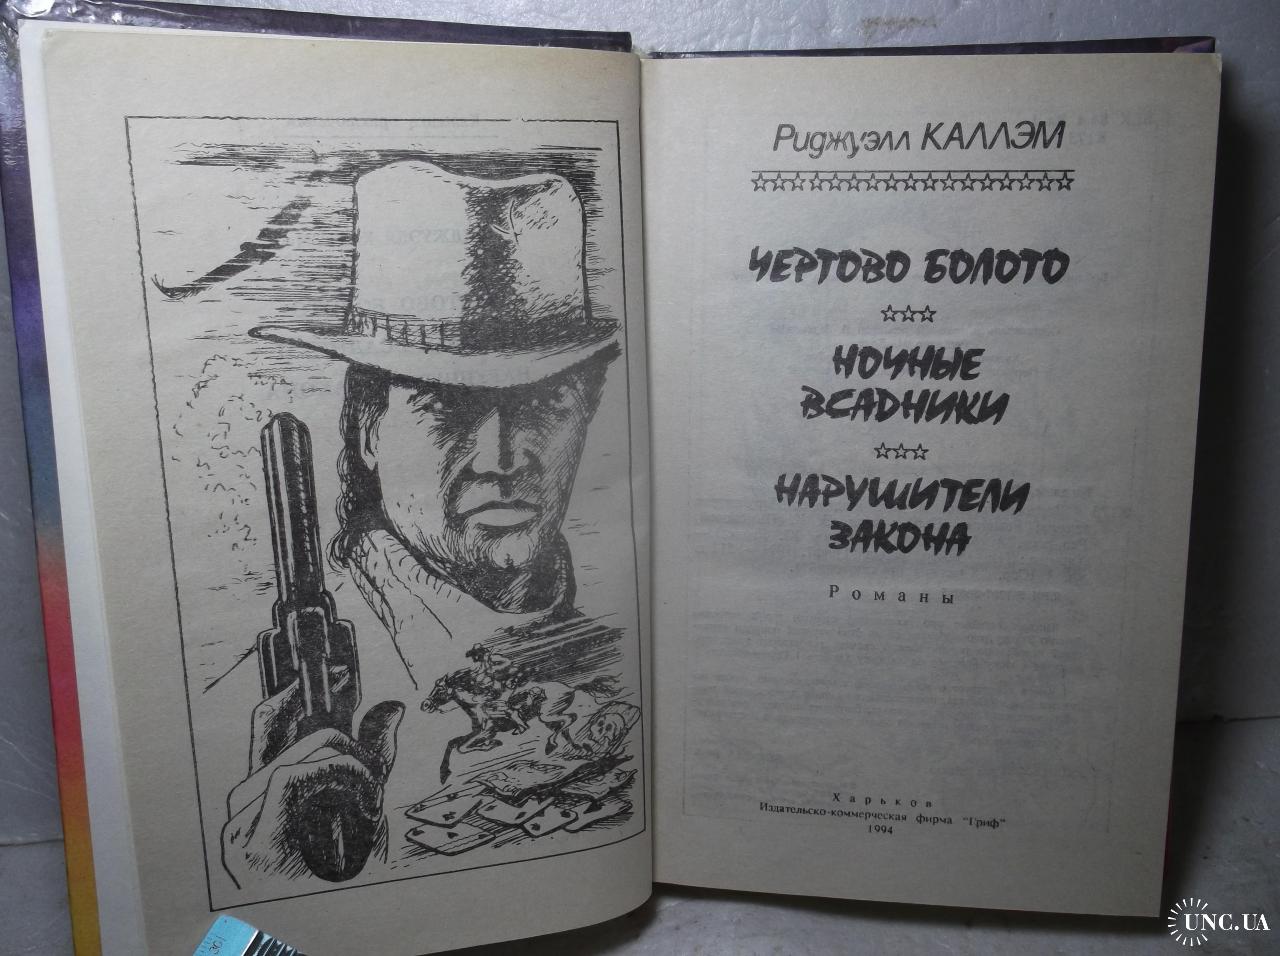 Риджуэлл КАЛЛЭМ
ЧЕРТОВО БОЛОТО
НОЧНЫЕ
ВСАДНИКИ
НАРУШИТЕЛИ
ЗАКОНА
Романы
Харьков
Издательско-коммерческая фирма "Гриф"
1994
UNC.UA